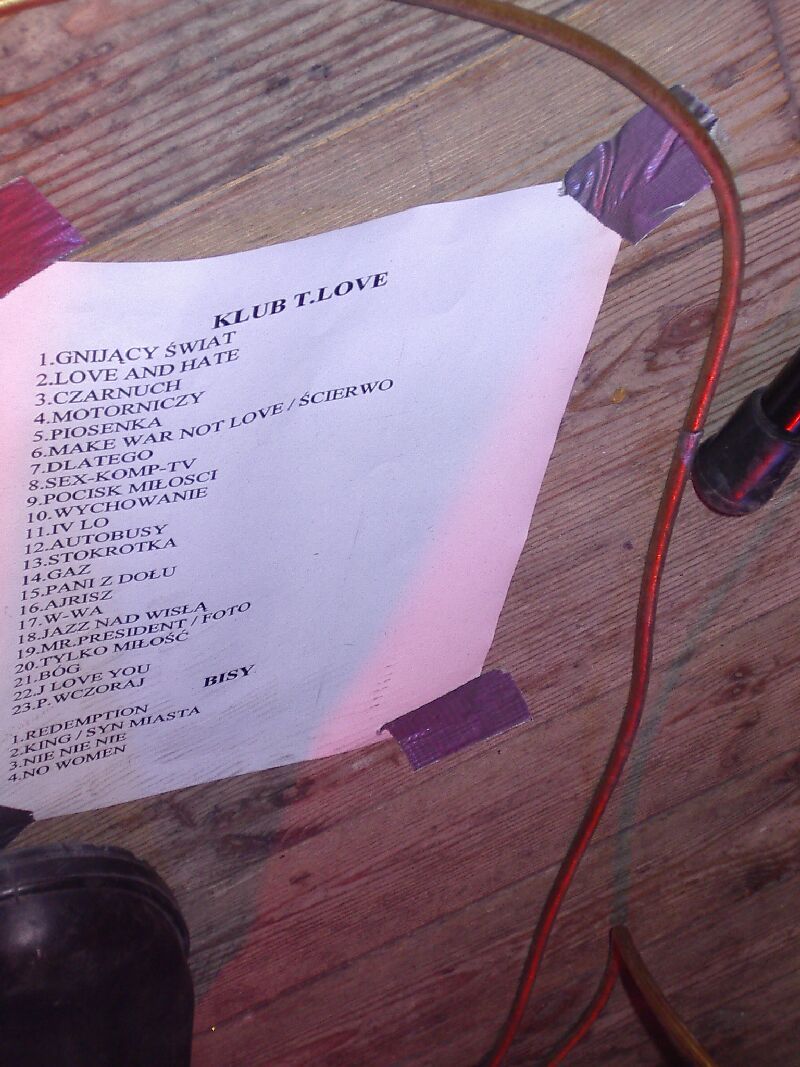 KLUB T.LOVE
1.GNIJĄCY ŚWIAT
2.LOVE AND HATE
3.CZARNUCH
4.MOTORNICZY
5.PIOSENKA
6.MAKE WAR NOT LOVE / ŚCIERWO
7.DLATEGO
8.SEX-KOMP-TV
9.POCISK MIŁOSCI
10.WYCHOWANIE
11.IV LO
12.AUTOBUSY
13.STOKROTKA
14.GAZ
15.PANI Z DOŁU
16.AJRISZ
17.W-WA
18.JAZZ NAD WISŁĄ
19.MR.PRESIDENT / FOTO
20.TYLKO MIŁOŚĆ
21.BÓG
22.J LOVE YOU
23.P.WCZORAJ
BISY
1.REDEMPTION
2.KING / SYN MIASTA
3.NIE NIE NIE
4.NO WOMEN